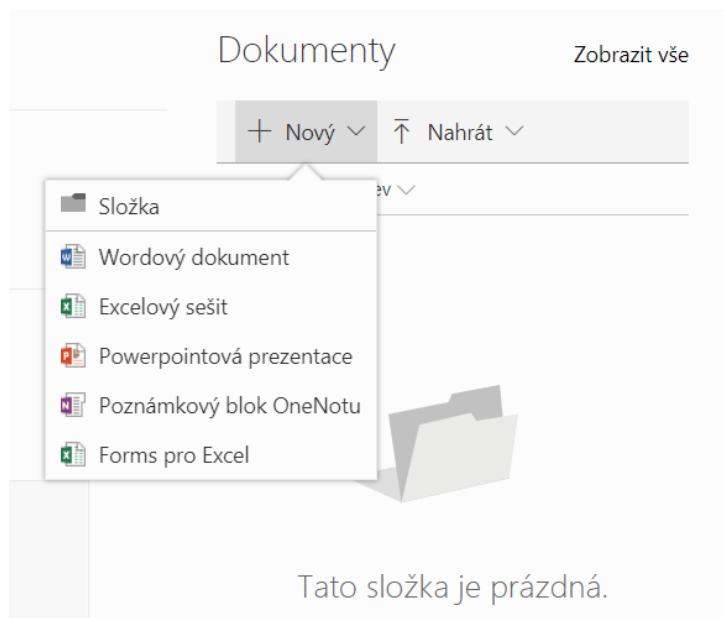 Dokumenty
Zobrazit vše
Nový
Nahrát
Složka
Wordový dokument
Excelový sešit
Powerpointová prezentace
Poznámkový blok OneNotu
Forms pro Excel
Tato složka je prázdná.